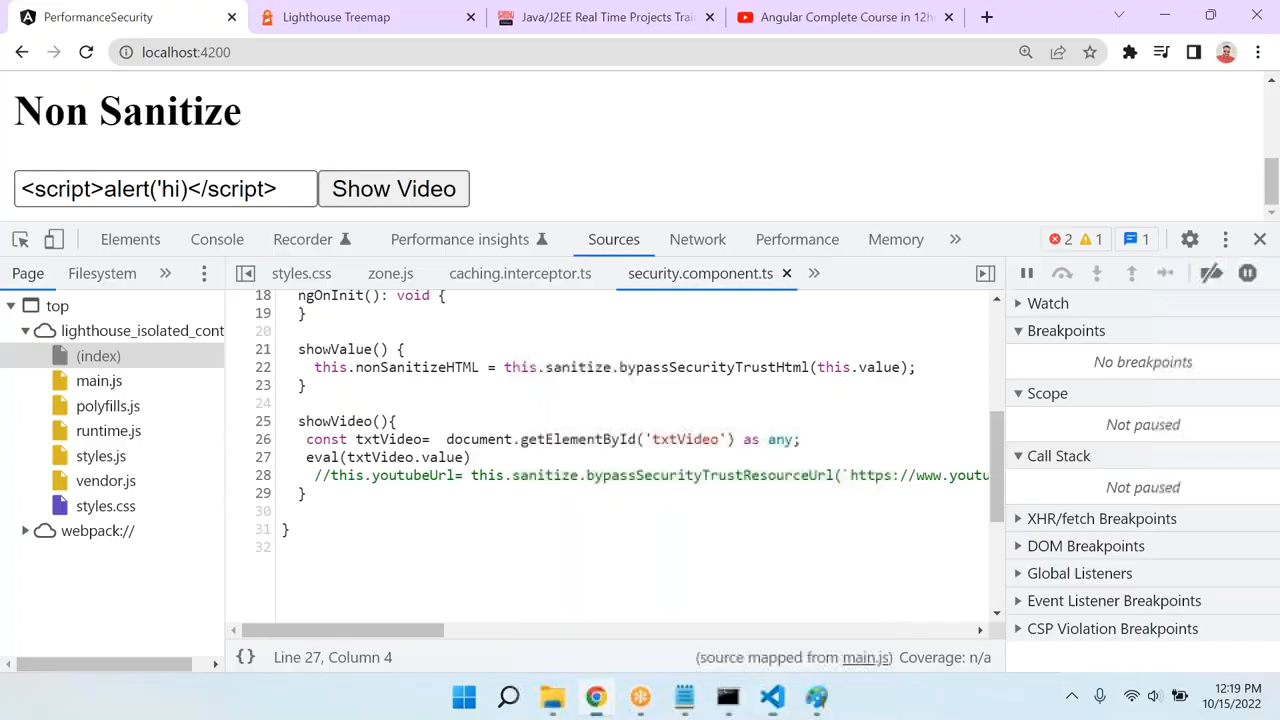 PerformanceSecurity
Lighthouse Treemap
Java/J2EE Real Time Projects Trai
Angular Complete Course in 12h
localhost:4200
Non Sanitize
<script>alert('hi)</script>
Show Video
Elements
Console
Recorder
Performance insights
Sources
Network
Performance
Memory
2
1
1
Page
Filesystem
styles.css
zone.js
caching.interceptor.ts
security.component.ts
top
lighthouse_isolated_cont
(index)
main.js
polyfills.js
runtime.js
styles.js
vendor.js
styles.css
webpack://
18 ngOnInit(): void {
19 }
20
21 showValue() {
22 this.nonSanitizeHTML = this.sanitize.bypassSecurityTrustHtml(this.value);
23 }
24
25 showVideo(){
26 const txtVideo= document.getElementById('txtVideo') as any;
27 eval(txtVideo.value)
28 //this.youtubeUrl= this.sanitize.bypassSecurityTrustResourceUrl(`https://www.youtu
29 }
30
31 }
32
{} Line 27, Column 4
(source mapped from main.js) Coverage: n/a
Watch
Breakpoints
No breakpoints
Scope
Not paused
Call Stack
Not paused
XHR/fetch Breakpoints
DOM Breakpoints
Global Listeners
Event Listener Breakpoints
CSP Violation Breakpoints
12:19 PM
10/15/2022